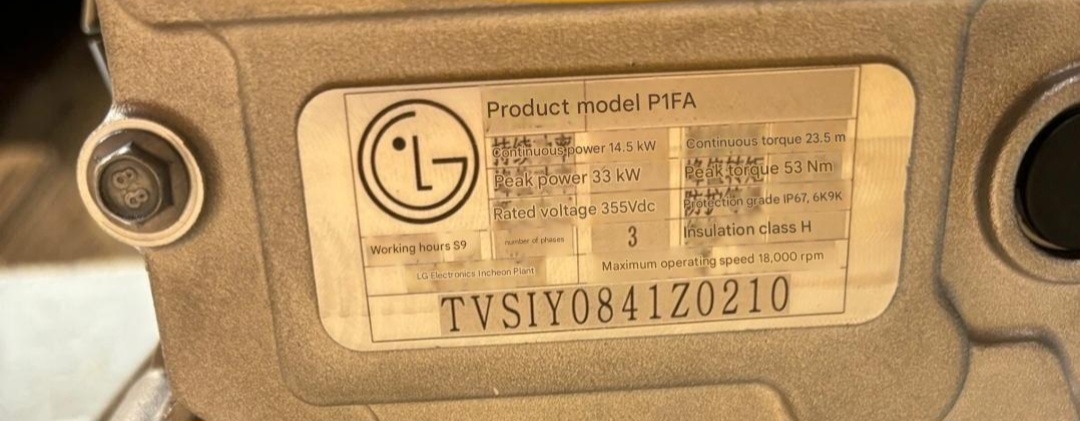 LG
Product model P1FA
Continuous power 14.5 kW
Continuous torque 23.5 m
Peak power 33 kW
Peak torque 53 Nm
Rated voltage 355Vdc
Protection grade IP67, 6K9K
Working hours S9
number of phases
3
Insulation class H
LG Electronics Incheon Plant
Maximum operating speed 18,000 rpm
TVSIY0841Z0210